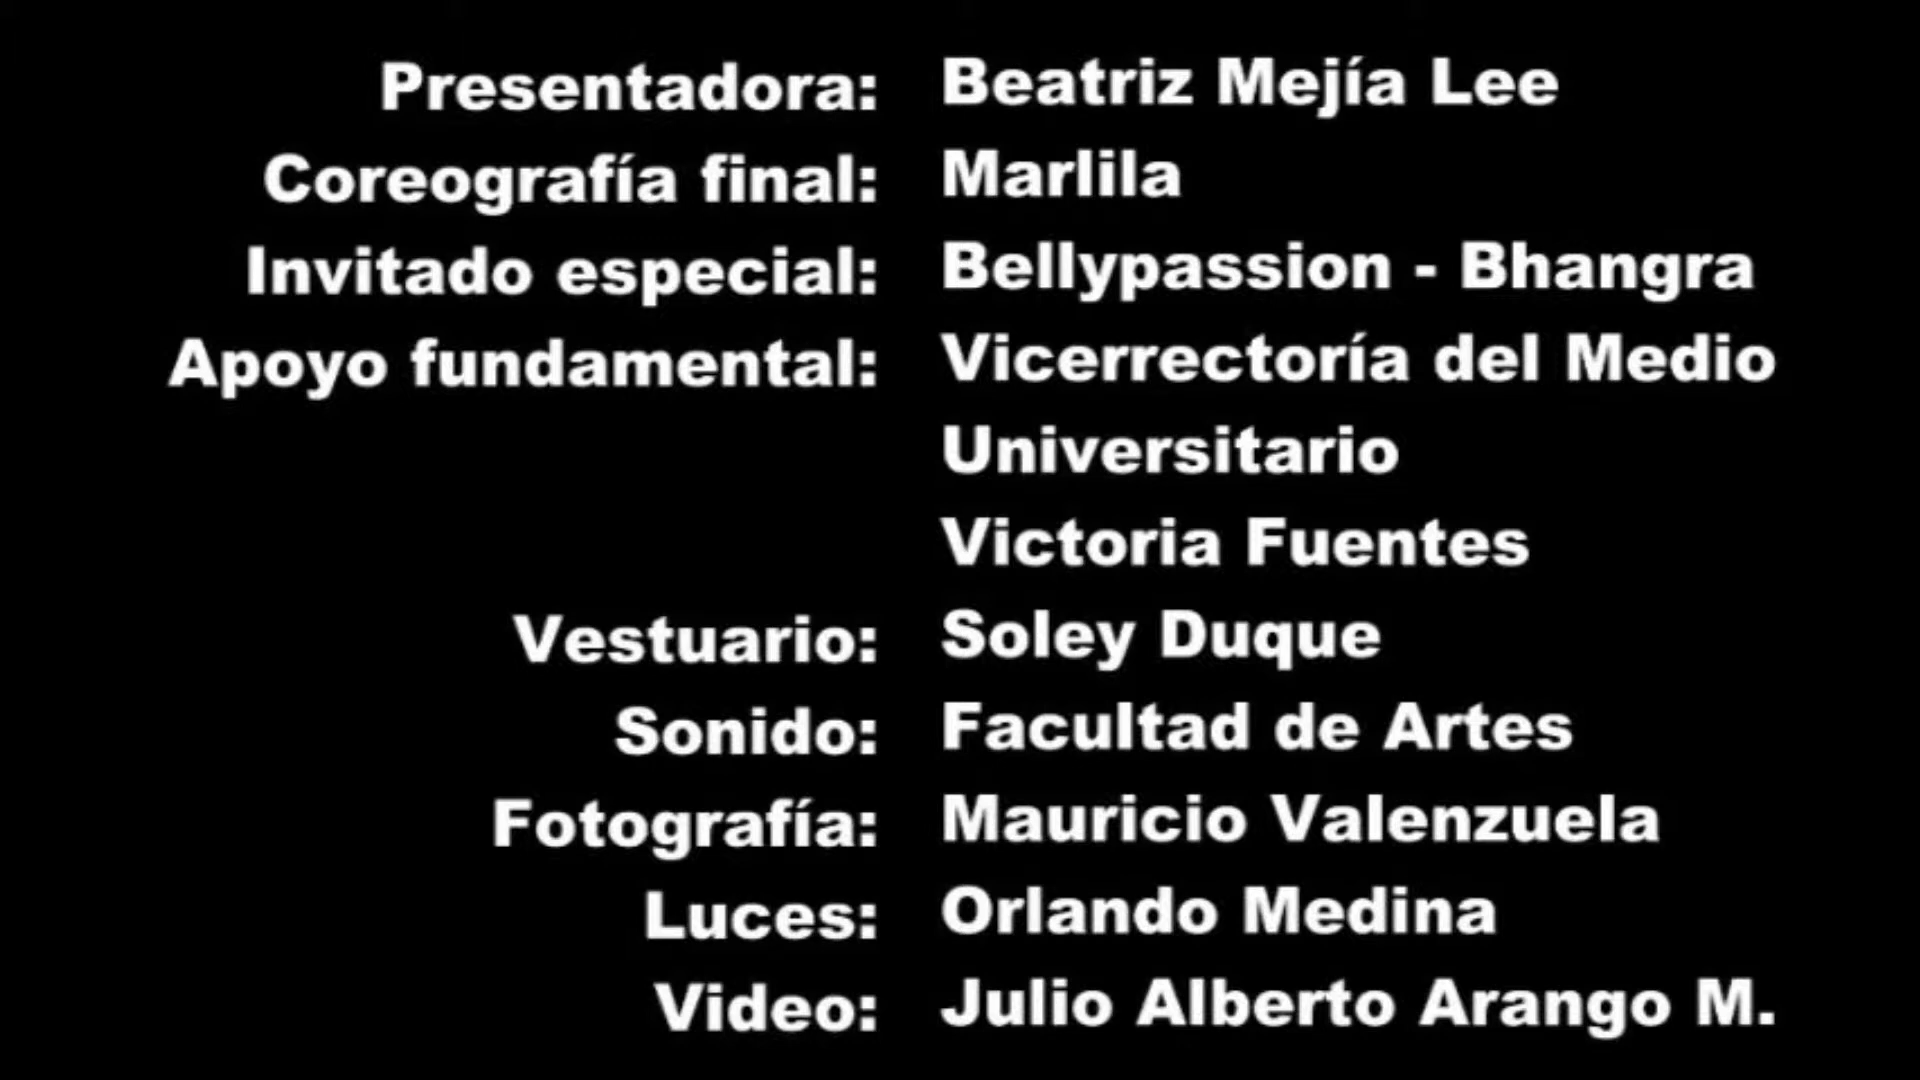 Presentadora: Beatriz Mejía Lee
Coreografía final: Marlila
Invitado especial: Bellypassion - Bhangra
Apoyo fundamental: Vicerrectoría del Medio
Universitario
Victoria Fuentes
Vestuario: Soley Duque
Sonido: Facultad de Artes
Fotografía: Mauricio Valenzuela
Luces: Orlando Medina
Video: Julio Alberto Arango M.